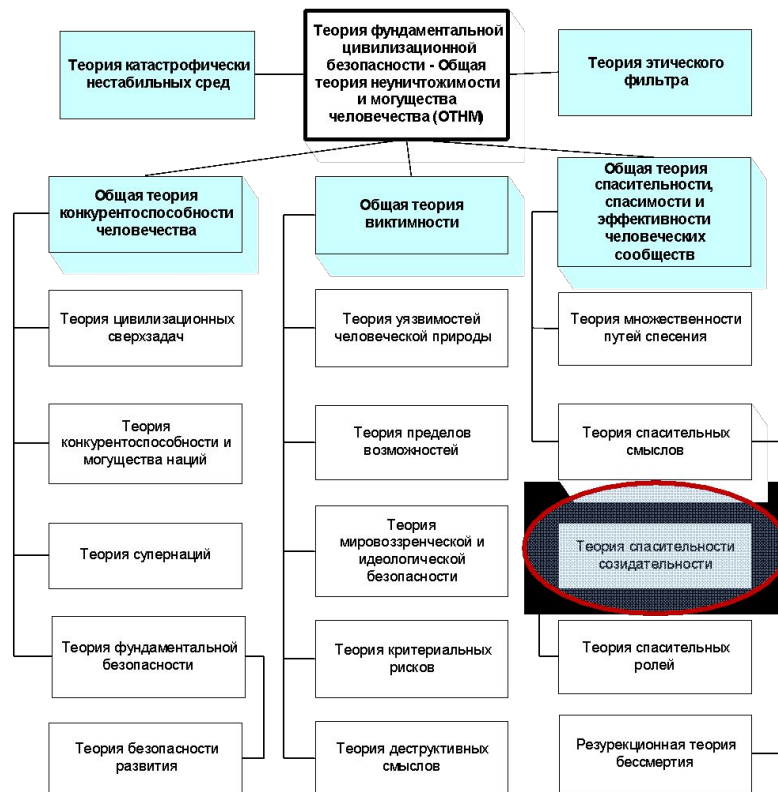 Теория фундаментальной
цивилизационной
безопасности - Общая
теория неуничтожимости
и могущества
человечества (ОТНМ)
Теория катастрофически
нестабильных сред
Теория этического
фильтра
Общая теория
конкурентоспособности
человечества
Общая теория
виктимности
Общая теория
спасительности,
спасимости и
эффективности
человеческих
сообществ
Теория цивилизационных
сверхзадач
Теория уязвимостей
человеческой природы
Теория множественности
путей спесения
Теория
конкурентоспособности и
могущества наций
Теория пределов
возможностей
Теория спасительных
смыслов
Теория супернаций
Теория
мировоззренческой и
идеологической
безопасности
Теория спасительности
созидательности
Теория фундаментальной
безопасности
Теория критериальных
рисков
Теория спасительных
ролей
Теория безопасности
развития
Теория деструктивных
смыслов
Резурекционная теория
бессмертия